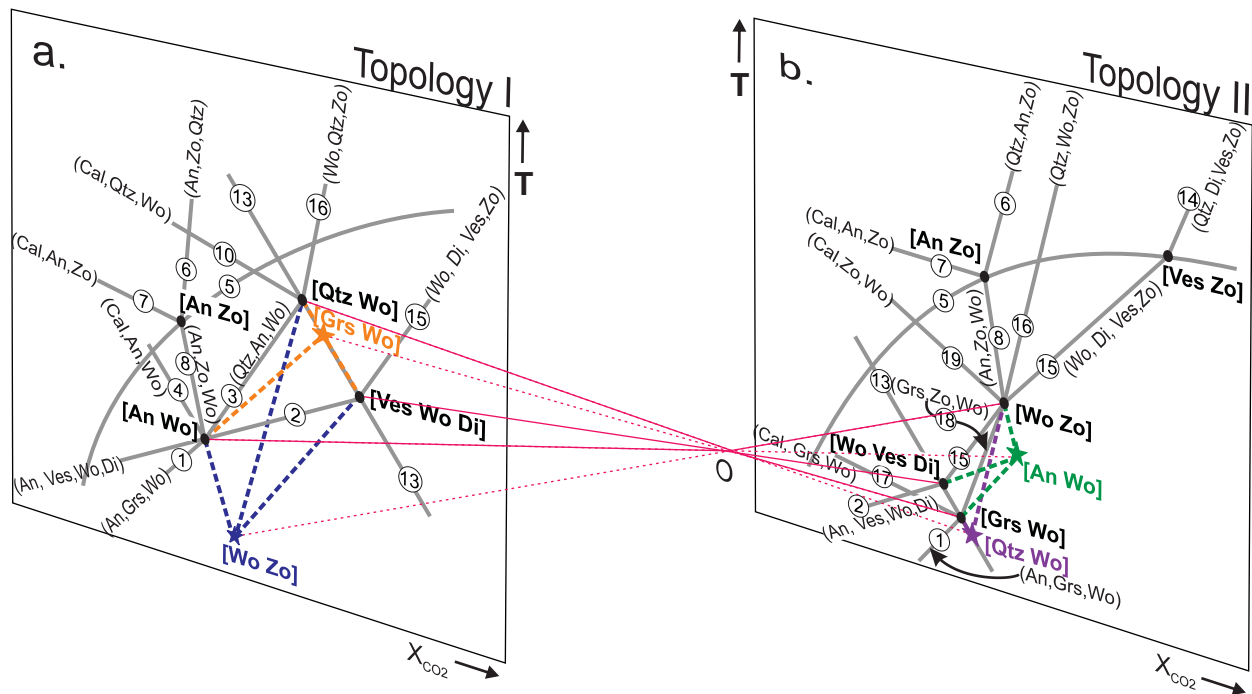 a.
Topology I
T
(An,Zo,Qtz)
(Wo,Qtz,Zo)
(Cal,Qtz,Wo)
13
16
10
(Wo, Di, Ves,Zo)
(Cal,An,Zo)
6
5
7
[An Zo]
[Qtz Wo]
[Grs Wo]
15
(Cal,An,Wo)
8
(An,Zo,Wo)
(Qtz,An,Wo)
4
3
2
[An Wo]
[Ves Wo Di]
1
(An, Ves,Wo,Di)
(An,Grs,Wo)
13
[Wo Zo]
XCO2
O
b.
Topology II
T
(Qtz,An,Zo)
(Qtz,Wo,Zo)
(Qtz, Di,Ves,Zo)
14
6
(Cal,An,Zo)
[An Zo]
(Cal,Zo,Wo)
7
[Ves Zo]
5
(An,Zo,Wo)
8
16
19
15
(Wo, Di, Ves,Zo)
13
(Grs,Zo,Wo)
18
[Wo Zo]
(Cal, Grs,Wo)
[Wo Ves Di]
15
17
[An Wo]
2
(An, Ves,Wo,Di)
[Grs Wo]
1
[Qtz Wo]
(An,Grs,Wo)
XCO2